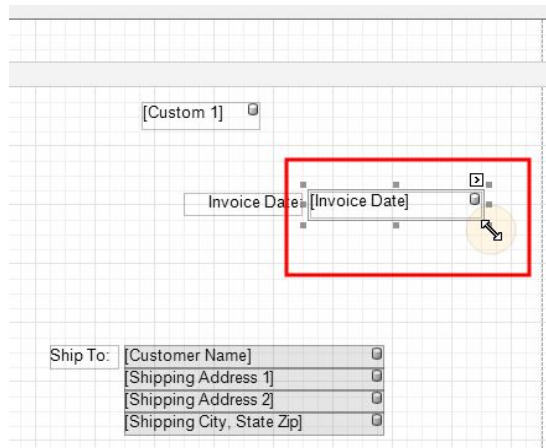 [Custom 1]
Invoice Date: [Invoice Date]
Ship To: [Customer Name]
[Shipping Address 1]
[Shipping Address 2]
[Shipping City, State Zip]